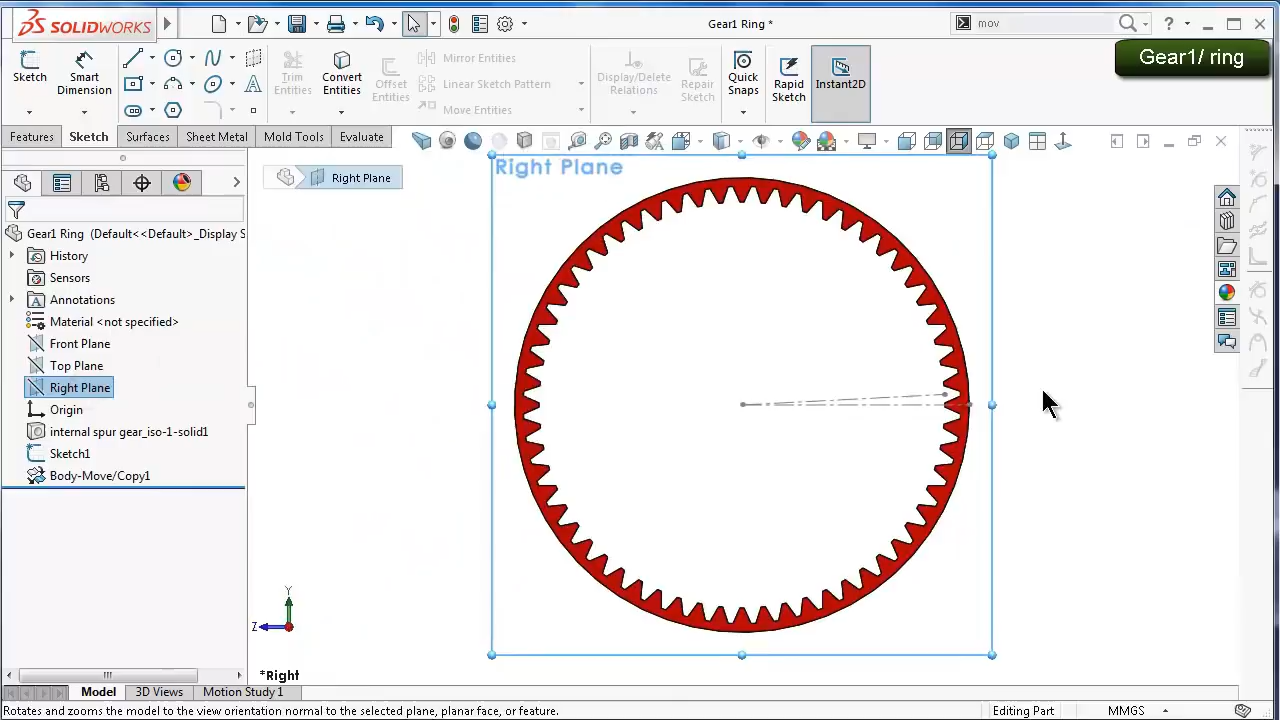 SOLIDWORKS
Gear1 Ring *
mov
?
Gear1/ ring
Sketch
Smart
Dimension
A
Trim
Entities
Convert
Entities
Offset
Entities
Mirror Entities
Linear Sketch Pattern
Move Entities
Display/Delete
Relations
Repair
Sketch
Quick
Snaps
Rapid
Sketch
Instant2D
Features
Sketch
Surfaces
Sheet Metal
Mold Tools
Evaluate
Right Plane
Right Plane
Gear1 Ring (Default<<Default>_Display S
History
Sensors
A
Annotations
Material <not specified>
Front Plane
Top Plane
Right Plane
Origin
internal spur gear_iso-1-solid1
Sketch1
Body-Move/Copy1
Y
Z
*Right
Model
3D Views
Motion Study 1
Rotates and zooms the model to the view orientation normal to the selected plane, planar face, or feature.
Editing Part
MMGS